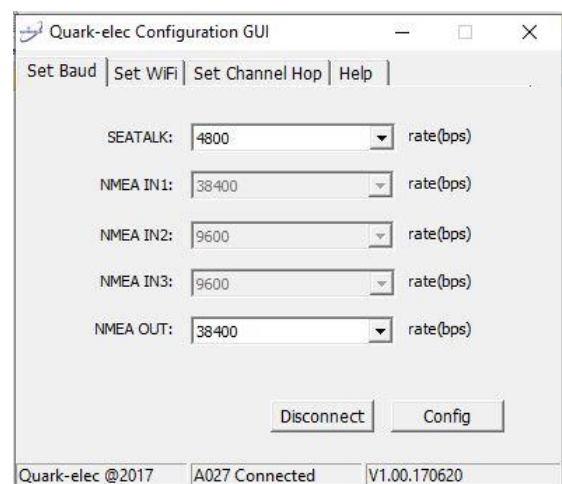 Quark-elec Configuration GUI
Set Baud Set WiFi Set Channel Hop Help
SEATALK: 4800 rate(bps)
NMEA IN1: 38400 rate(bps)
NMEA IN2: 9600 rate(bps)
NMEA IN3: 9600 rate(bps)
NMEA OUT: 38400 rate(bps)
Disconnect Config
Quark-elec @2017 A027 Connected V1.00.170620